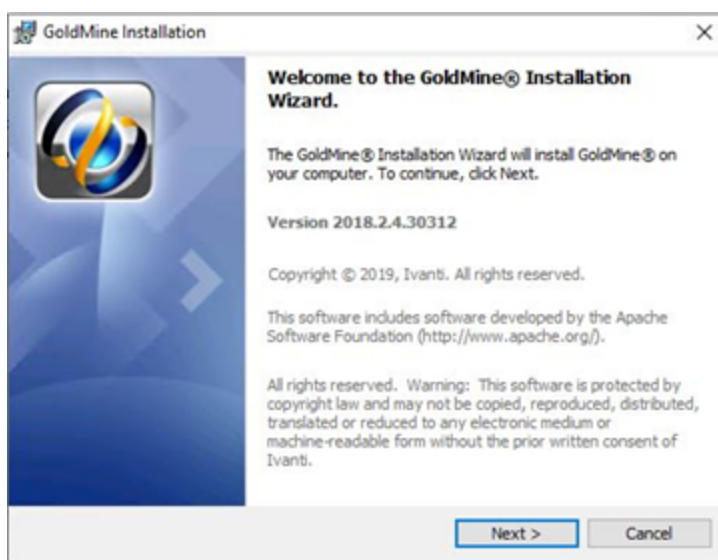 GoldMine Installation
Welcome to the GoldMine® Installation
Wizard.
The GoldMine® Installation Wizard will install GoldMine® on
your computer. To continue, click Next.
Version 2018.2.4.30312
Copyright © 2019, Ivanti. All rights reserved.
This software includes software developed by the Apache
Software Foundation (http://www.apache.org/).
All rights reserved. Warning: This software is protected by
copyright law and may not be copied, reproduced, distributed,
translated or reduced to any electronic medium or
machine-readable form without the prior written consent of
Ivanti.
Next >
Cancel